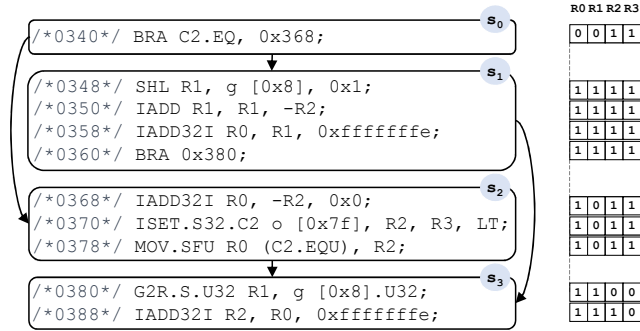 R0 R1 R2 R3
s0
/*0340*/ BRA C2.EQ, 0x368; 0 0 1 1
s1
/*0348*/ SHL R1, g [0x8], 0x1; 1 1 1 1
/*0350*/ IADD R1, R1, -R2; 1 1 1 1
/*0358*/ IADD32I R0, R1, 0xfffffffe; 1 1 1 1
/*0360*/ BRA 0x380; 1 1 1 1
s2
/*0368*/ IADD32I R0, -R2, 0x0; 1 0 1 1
/*0370*/ ISET.S32.C2 o [0x7f], R2, R3, LT; 1 0 1 1
/*0378*/ MOV.SFU R0 (C2.EQU), R2; 1 0 1 1
s3
/*0380*/ G2R.S.U32 R1, g [0x8].U32; 1 1 0 0
/*0388*/ IADD32I R2, R0, 0xfffffffe; 1 1 1 0